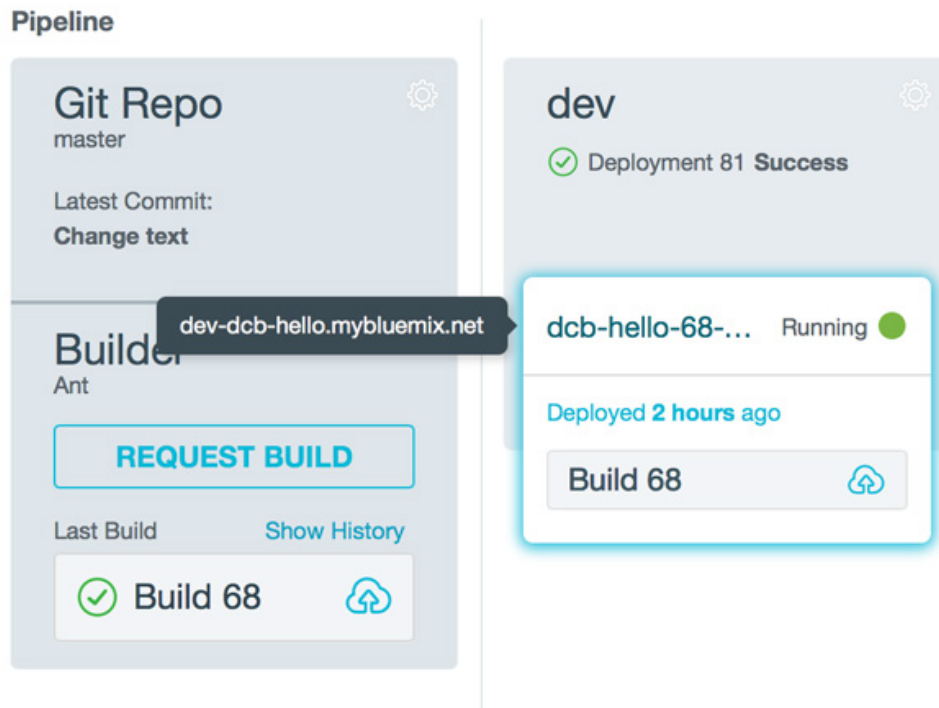 Pipeline
Git Repo
master
Latest Commit:
Change text
Builder
Ant
REQUEST BUILD
Last Build
Show History
Build 68
dev
Deployment 81 Success
dev-dcb-hello.mybluemix.net
dcb-hello-68-...
Running
Deployed 2 hours ago
Build 68